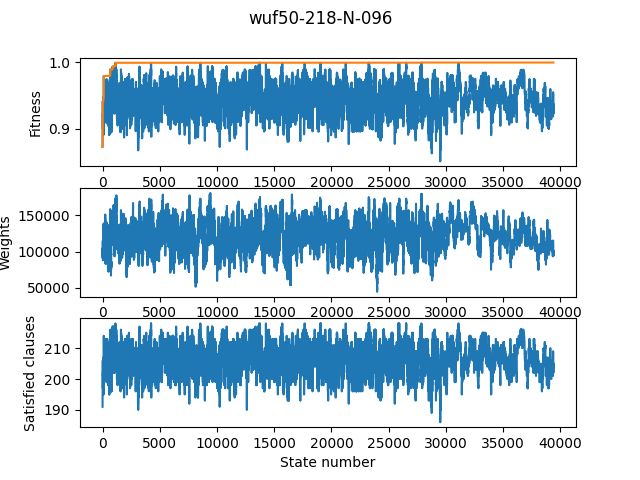 wuf50-218-N-096
1.0
0.9
Fitness
0 5000 10000 15000 20000 25000 30000 35000 40000
150000
100000
50000
Weights
0 5000 10000 15000 20000 25000 30000 35000 40000
210
200
190
Satisfied clauses
0 5000 10000 15000 20000 25000 30000 35000 40000
State number